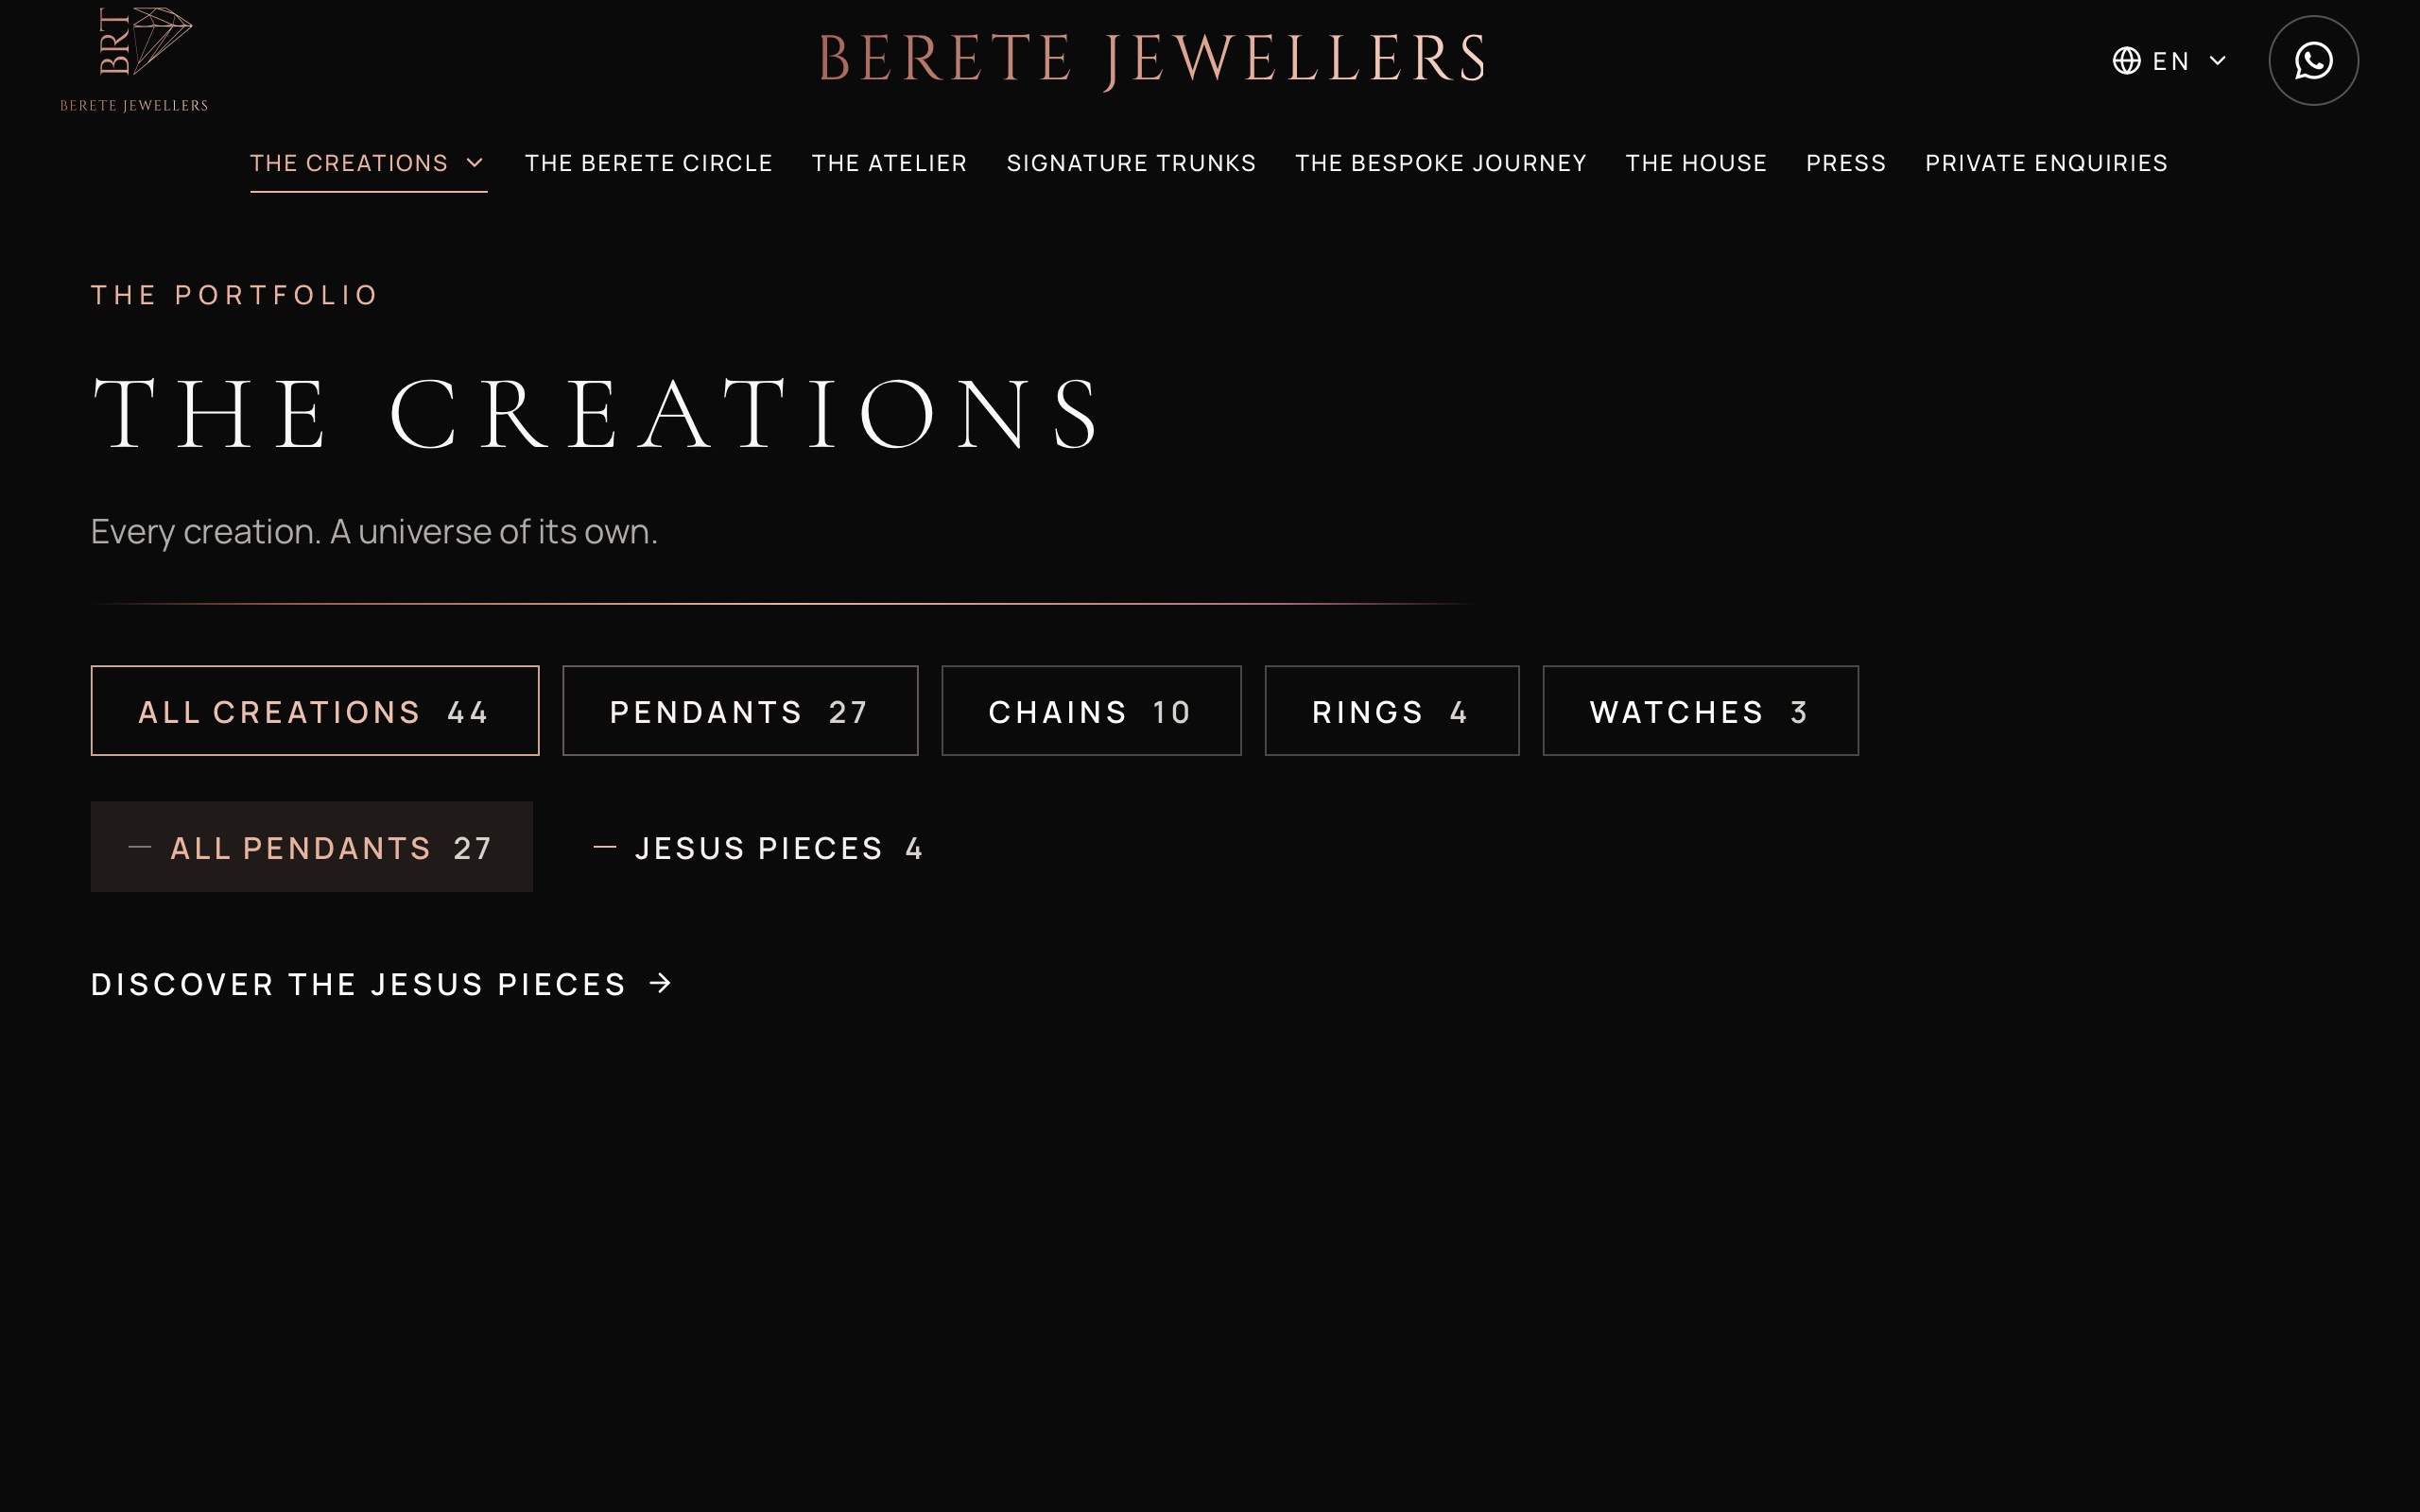 BRT
BERETE JEWELLERS
BERETE JEWELLERS
EN
THE CREATIONS THE BERETE CIRCLE THE ATELIER SIGNATURE TRUNKS THE BESPOKE JOURNEY THE HOUSE PRESS PRIVATE ENQUIRIES
THE PORTFOLIO
THE CREATIONS
Every creation. A universe of its own.
ALL CREATIONS 44 PENDANTS 27 CHAINS 10 RINGS 4 WATCHES 3
— ALL PENDANTS 27 — JESUS PIECES 4
DISCOVER THE JESUS PIECES →